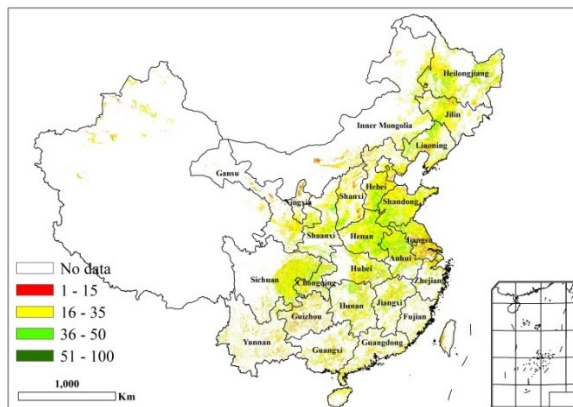 Heilongjiang
Jilin
Inner Mongolia
Liaoning
Gansu
Hebei
Ningxia
Shanxi
Shandong
Shaanxi
Henan
Jiangsu
Anhui
Sichuan
Chongqing
Hubei
Zhejiang
Hunan
Jiangxi
Guizhou
Fujian
Yunnan
Guangxi
Guangdong
No data
1 - 15
16 - 35
36 - 50
51 - 100
1,000
Km